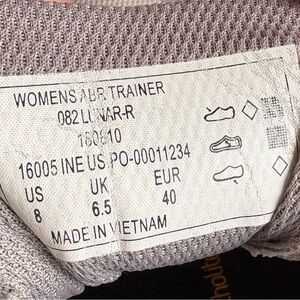 WOMENS ABR TRAINER
082 LUNAR-R
180810
16005 INE US PO-00011234
US UK EUR
8 6.5 40
MADE IN VIETNAM